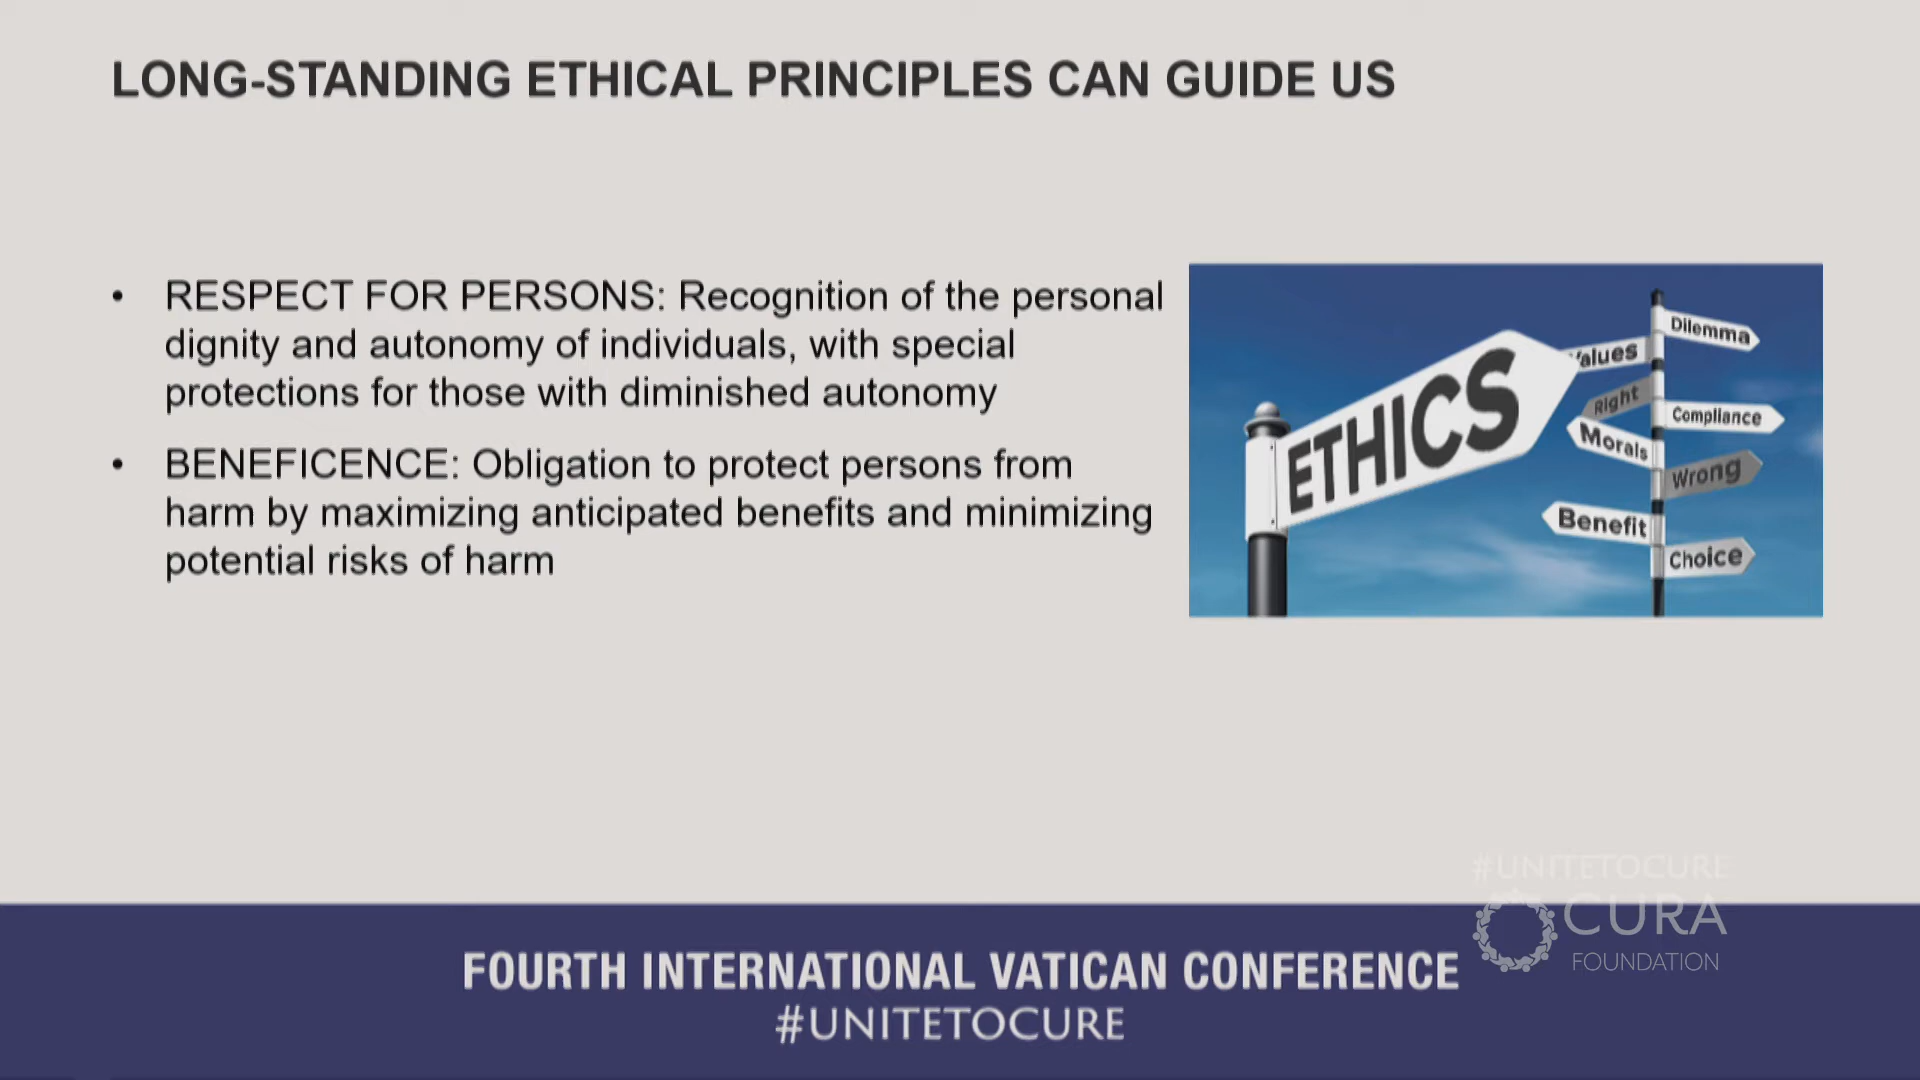 LONG-STANDING ETHICAL PRINCIPLES CAN GUIDE US
• RESPECT FOR PERSONS: Recognition of the personal
dignity and autonomy of individuals, with special
protections for those with diminished autonomy
• BENEFICENCE: Obligation to protect persons from
harm by maximizing anticipated benefits and minimizing
potential risks of harm
ETHICS
Dilemma
Values
Right
Compliance
Morals
Wrong
Benefit
Choice
#UNITETOCURE
CURA
FOUNDATION
FOURTH INTERNATIONAL VATICAN CONFERENCE
#UNITETOCURE